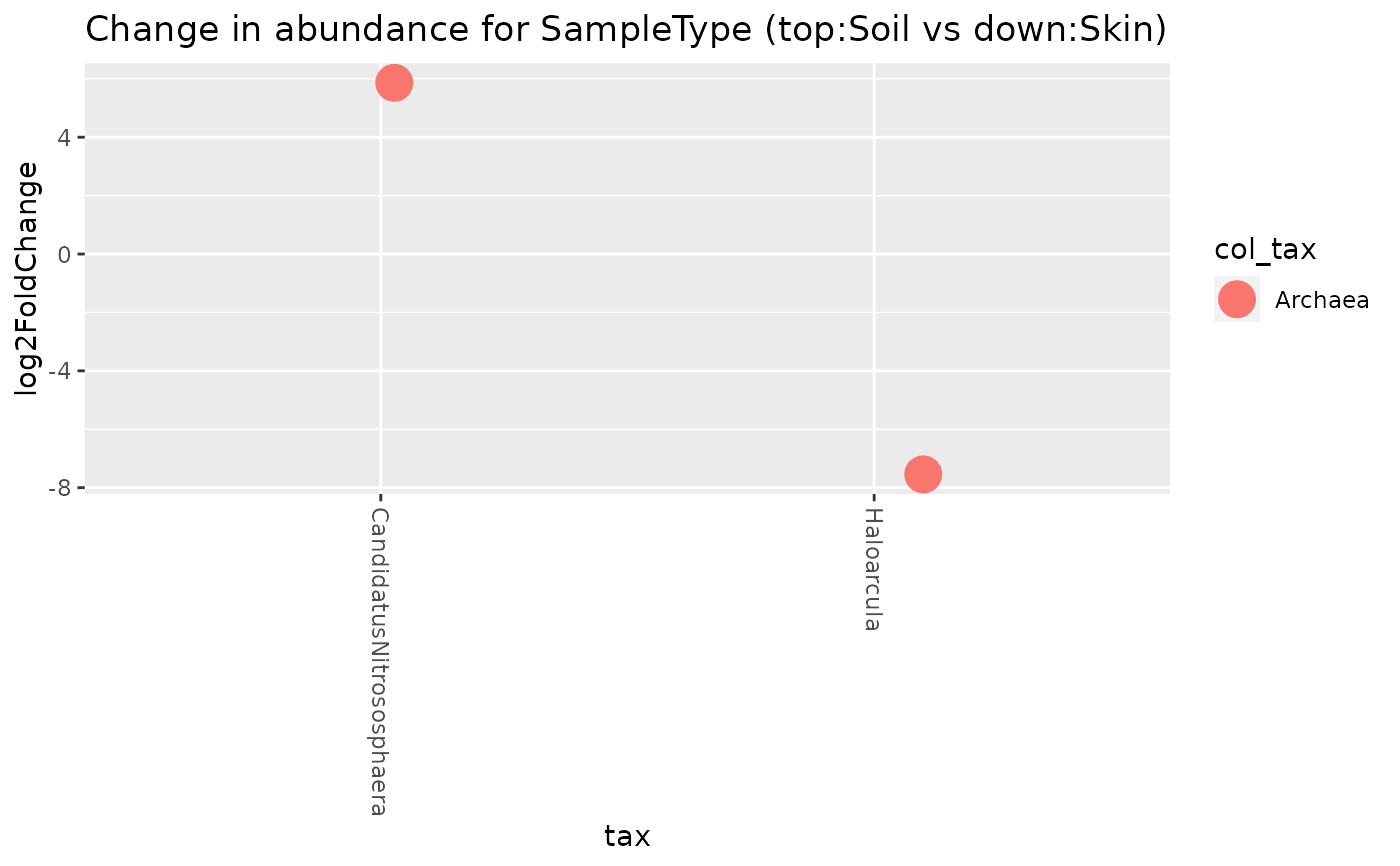 Change in abundance for SampleType (top:Soil vs down:Skin)
log2FoldChange
4
0
-4
-8
CandidatusNitrososphaera
Haloarcula
tax
col_tax
Archaea